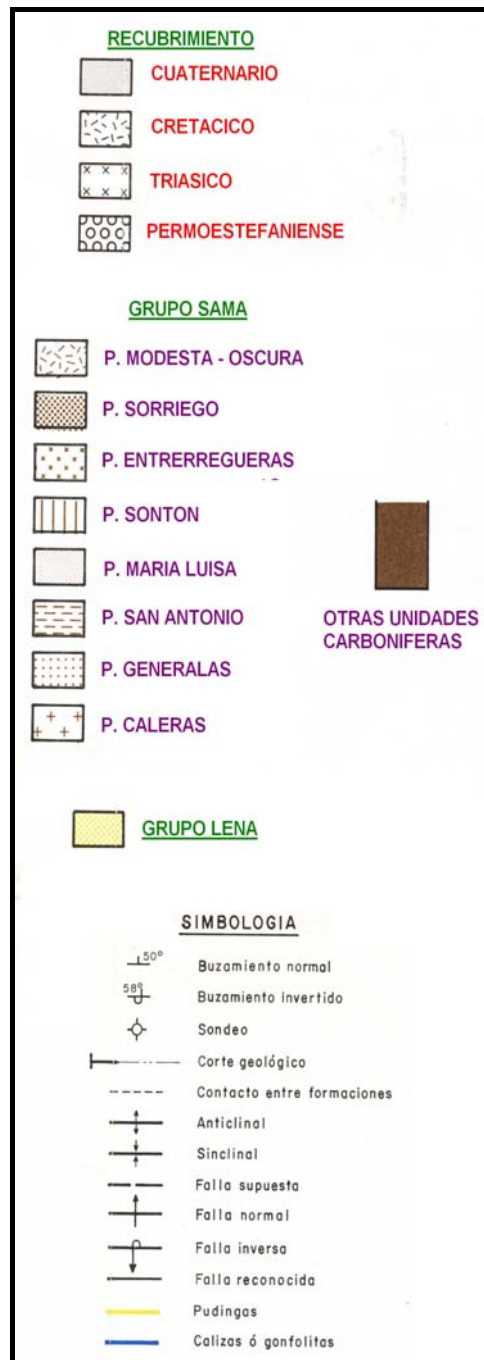 RECUBRIMIENTO
CUATERNARIO
CRETACICO
TRIASICO
PERMOESTEFANIENSE
GRUPO SAMA
P. MODESTA - OSCURA
P. SORRIEGO
P. ENTRERREGUERAS
P. SONTON
P. MARIA LUISA
P. SAN ANTONIO
P. GENERALAS
P. CALERAS
OTRAS UNIDADES
CARBONIFERAS
GRUPO LENA
SIMBOLOGIA
50° Buzamiento normal
58° Buzamiento invertido
Sondeo
Corte geológico
Contacto entre formaciones
Anticlinal
Sinclinal
Falla supuesta
Falla normal
Falla inversa
Falla reconocida
Pudingas
Calizas ó gonfolitas